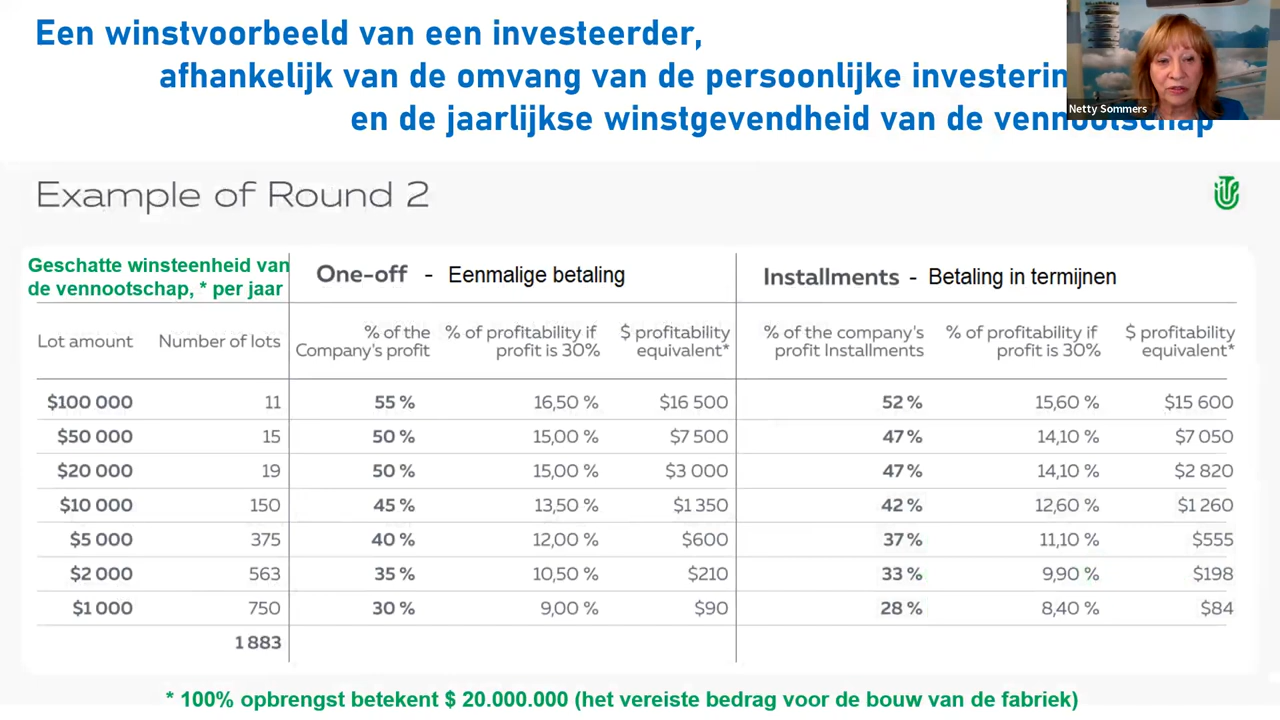 Een winstvoorbeeld van een investeerder,
afhankelijk van de omvang van de persoonlijke investerin
en de jaarlijkse winstgevendheid van de vennootschap
Netty Sommers
Example of Round 2
Geschatte winsteenheid van
de vennootschap, * per jaar
One-off - Eenmalige betaling
Installments - Betaling in termijnen
Lot amount Number of lots % of the Company's profit % of profitability if profit is 30% $ profitability equivalent* % of the company's profit Installments % of profitability if profit is 30% $ profitability equivalent*
$100 000 11 55 % 16,50 % $16 500 52 % 15,60 % $15 600
$50 000 15 50 % 15,00 % $7 500 47 % 14,10 % $7 050
$20 000 19 50 % 15,00 % $3 000 47 % 14,10 % $2 820
$10 000 150 45 % 13,50 % $1 350 42 % 12,60 % $1 260
$5 000 375 40 % 12,00 % $600 37 % 11,10 % $555
$2 000 563 35 % 10,50 % $210 33 % 9,90 % $198
$1 000 750 30 % 9,00 % $90 28 % 8,40 % $84
1 883
* 100% opbrengst betekent $ 20.000.000 (het vereiste bedrag voor de bouw van de fabriek)